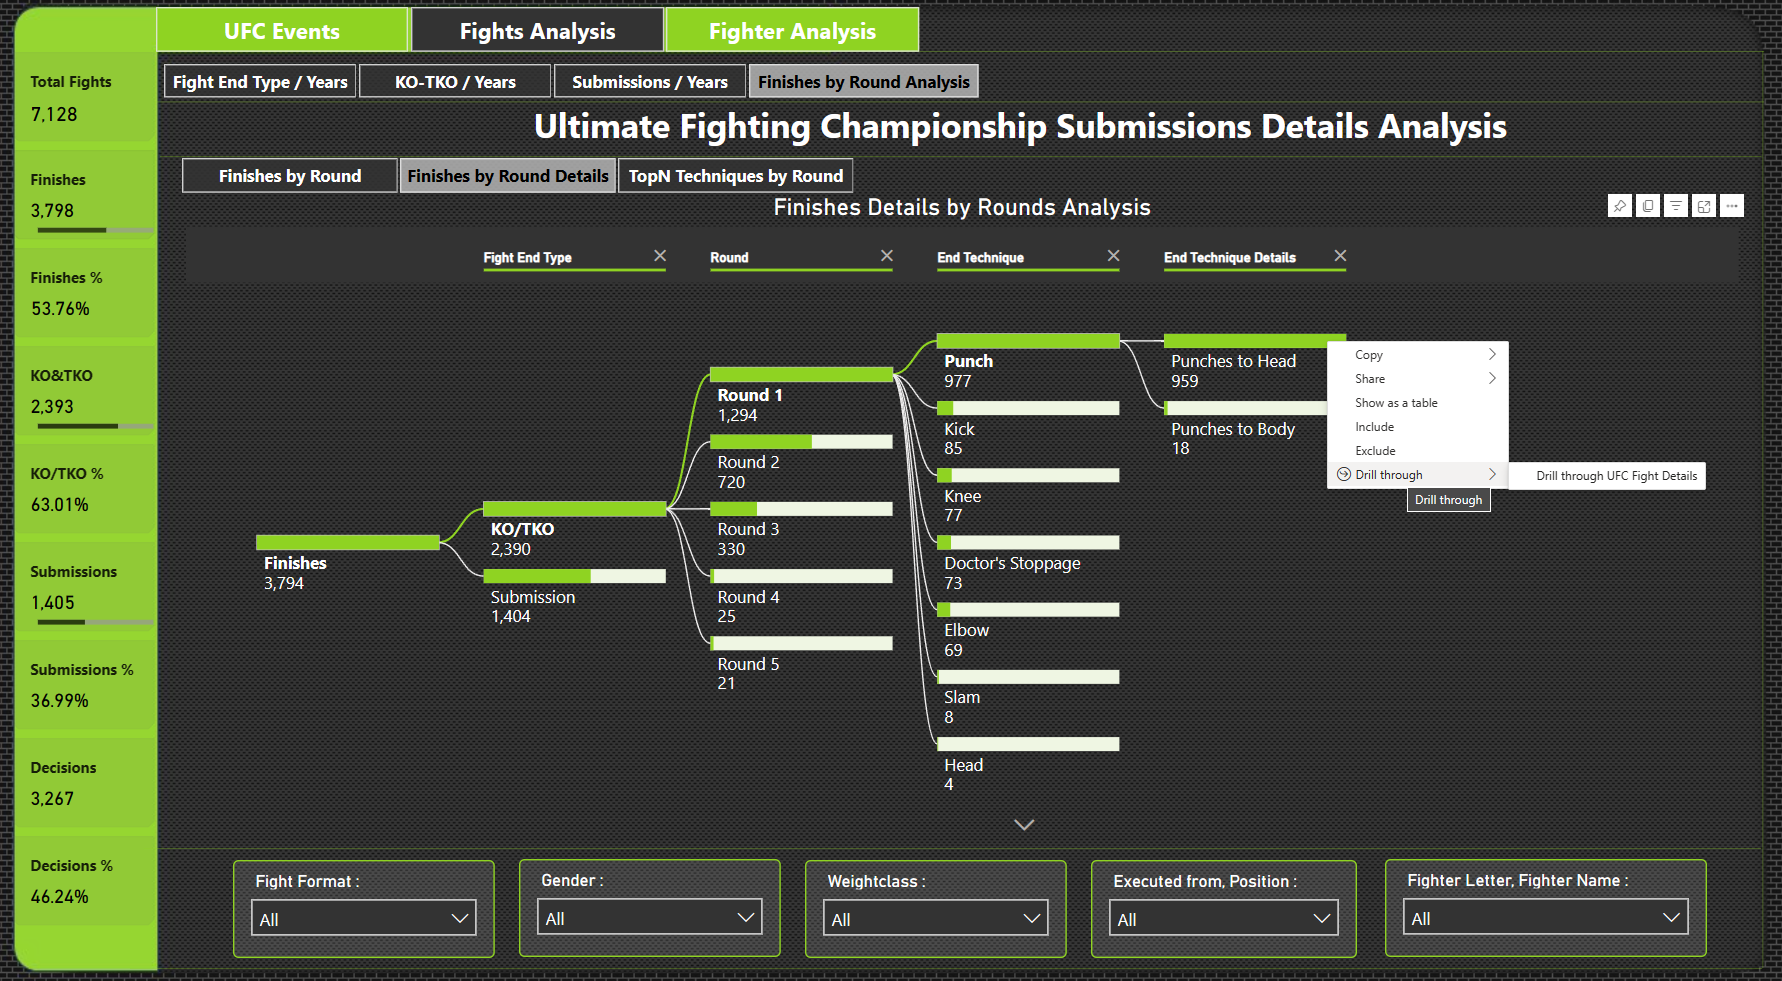 UFC Events
Fights Analysis
Fighter Analysis
Fight End Type / Years
KO-TKO / Years
Submissions / Years
Finishes by Round Analysis
Ultimate Fighting Championship Submissions Details Analysis
Finishes by Round
Finishes by Round Details
TopN Techniques by Round
Finishes Details by Rounds Analysis
Total Fights
7,128
Finishes
3,798
Finishes %
53.76%
KO&TKO
2,393
KO/TKO %
63.01%
Submissions
1,405
Submissions %
36.99%
Decisions
3,267
Decisions %
46.24%
Fight End Type
Round
End Technique
End Technique Details
Finishes
3,794
KO/TKO
2,390
Submission
1,404
Round 1
1,294
Round 2
720
Round 3
330
Round 4
25
Round 5
21
Punch
977
Kick
85
Knee
77
Doctor's Stoppage
73
Elbow
69
Slam
8
Head
4
Punches to Head
959
Punches to Body
18
Copy
Share
Show as a table
Include
Exclude
Drill through
Drill through UFC Fight Details
Drill through
Fight Format :
All
Gender :
All
Weightclass :
All
Executed from, Position :
All
Fighter Letter, Fighter Name :
All